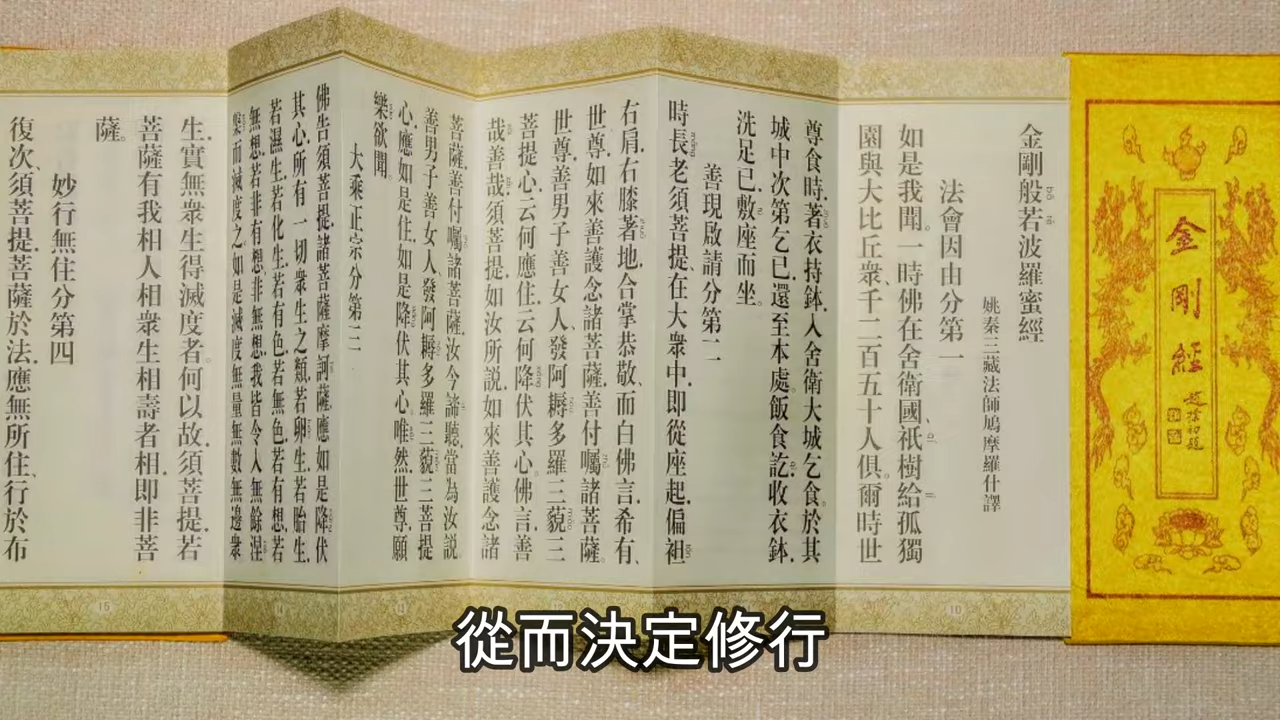 金剛經
趙樸初題
金剛般若波羅蜜經
姚秦三藏法師鳩摩羅什譯
法會因由分第一
如是我聞。一時佛在舍衛國、祇樹給孤獨
園與大比丘衆、千二百五十人俱。爾時世
尊食時、著衣持鉢、入舍衛大城乞食。於其
城中次第乞已、還至本處。飯食訖、收衣鉢、
洗足已、敷座而坐。
善現啟請分第二
時長老須菩提、在大衆中、即從座起、偏袒
右肩、右膝著地、合掌恭敬、而白佛言、希有、
世尊、如來善護念諸菩薩、善付囑諸菩薩、
世尊、善男子善女人、發阿耨多羅三藐三
菩提心、云何應住、云何降伏其心。佛言、善
哉善哉、須菩提、如汝所説、如來善護念諸
菩薩、善付囑諸菩薩、汝今諦聽、當為汝説
善男子善女人、發阿耨多羅三藐三菩提
心、應如是住、如是降伏其心。唯然、世尊、願
樂欲聞。
大乘正宗分第三
佛告須菩提、諸菩薩摩訶薩、應如是降伏
其心、所有一切衆生之類、若卵生、若胎生、
若濕生、若化生、若有色、若無色、若有想、若
無想、若非有想非無想、我皆令入無餘涅
槃而滅度之。如是滅度無量無數無邊衆
生、實無衆生得滅度者。何以故、須菩提、若
菩薩有我相人相衆生相壽者相、即非菩
薩。
妙行無住分第四
復次、須菩提、菩薩於法、應無所住、行於布
15
10
從而決定修行